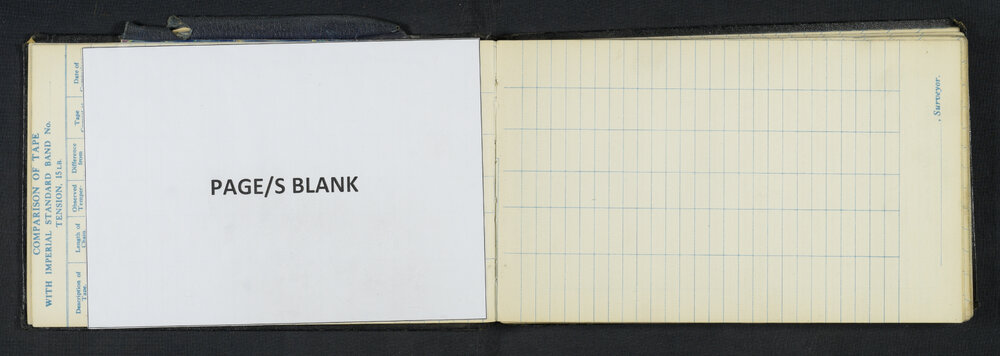 COMPARISON OF TAPE
WITH IMPERIAL STANDARD BAND No.
TENSION, 15 LB.
Description of
Tape.
Length of
Chain
Observed
Temper-
Difference
from
Tape
Date of
PAGE/S BLANK
, Surveyor.